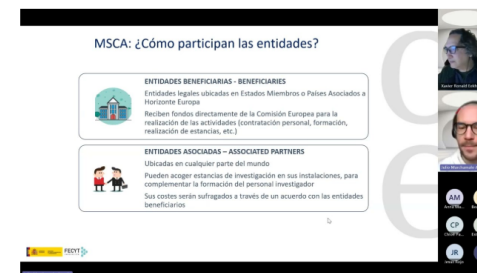 MSCA: ¿Cómo participan las entidades?
ENTIDADES BENEFICIARIAS - BENEFICIARIES
Entidades legales ubicadas en Estados Miembros o Países Asociados a
Horizonte Europa
Reciben fondos directamente de la Comisión Europea para la
realización de las actividades (contratación personal, formación,
realización de estancias, etc.)
ENTIDADES ASOCIADAS – ASSOCIATED PARTNERS
Ubicadas en cualquier parte del mundo
Pueden acoger estancias de investigación en sus instalaciones, para
complementar la formación del personal investigador
Sus costes serán sufragados a través de un acuerdo con las entidades
beneficiarios
FECYT
AM
CP
JR